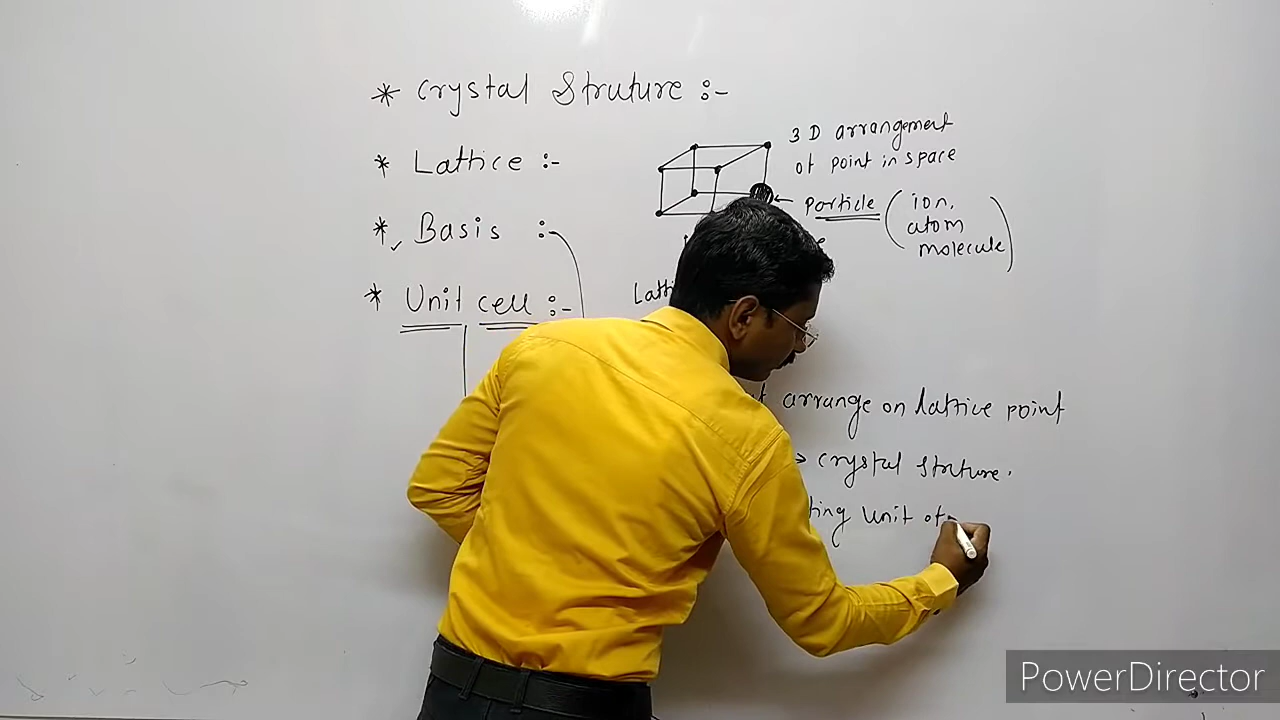 * Crystal Struture :-
* Lattice :-
3 D arrangement
of point in space
Particle ( ion,
atom
molecule )
* Basis :-
* Unit cell :-
arrange on lattice point
→ crystal struture.
unit of
PowerDirector